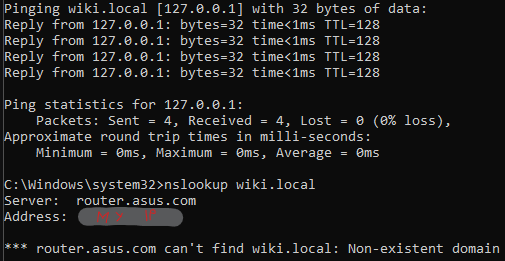 Pinging wiki.local [127.0.0.1] with 32 bytes of data:
Reply from 127.0.0.1: bytes=32 time<1ms TTL=128
Reply from 127.0.0.1: bytes=32 time<1ms TTL=128
Reply from 127.0.0.1: bytes=32 time<1ms TTL=128
Reply from 127.0.0.1: bytes=32 time<1ms TTL=128
Ping statistics for 127.0.0.1:
Packets: Sent = 4, Received = 4, Lost = 0 (0% loss),
Approximate round trip times in milli-seconds:
Minimum = 0ms, Maximum = 0ms, Average = 0ms
C:\Windows\system32>nslookup wiki.local
Server: router.asus.com
Address:
*** router.asus.com can't find wiki.local: Non-existent domain